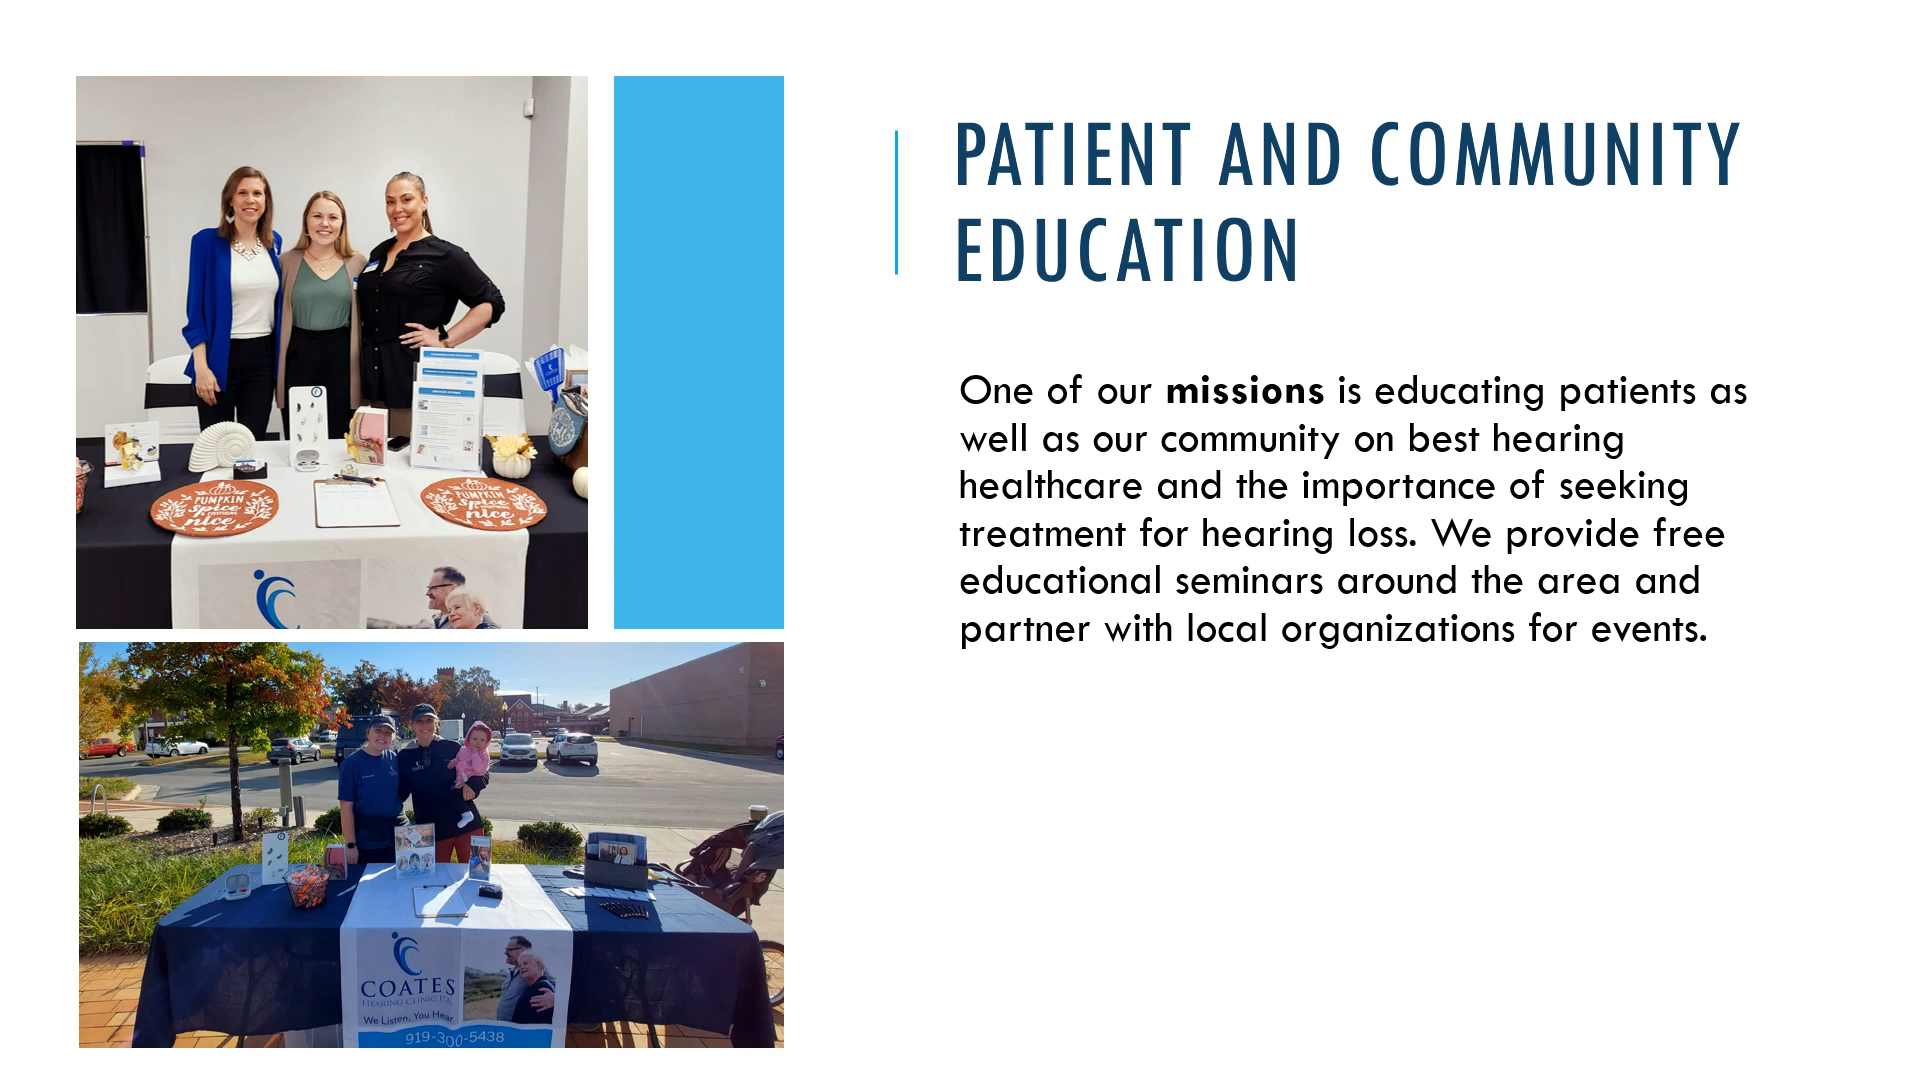 PATIENT AND COMMUNITY
EDUCATION
One of our missions is educating patients as
well as our community on best hearing
healthcare and the importance of seeking
treatment for hearing loss. We provide free
educational seminars around the area and
partner with local organizations for events.
PUMPKIN
spice
& EVERYTHING
nice
PUMPKIN
spice
& EVERYTHING
nice
COATES
HEARING CLINIC, P.A.
We Listen, You Hear
919-300-5438